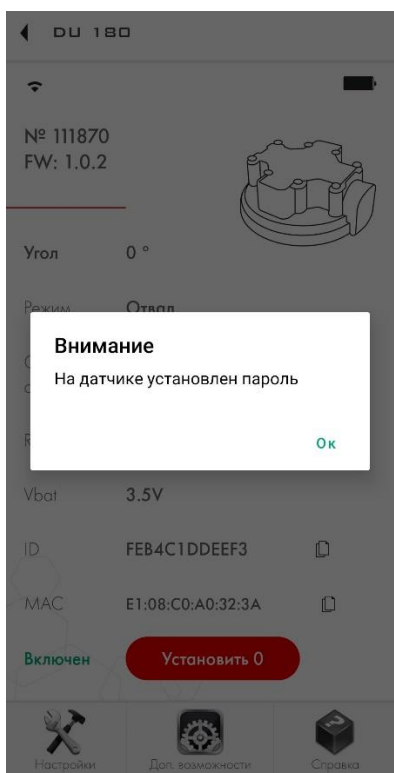 DU 180
№ 111870
FW: 1.0.2
Угол 0 °
Режим Отвал
Внимание
На датчике установлен пароль
Ок
Vbat 3.5V
ID FEB4C1DDEEF3
MAC E1:08:C0:A0:32:3A
Включен Установить 0
Настройки Доп. возможности Справка